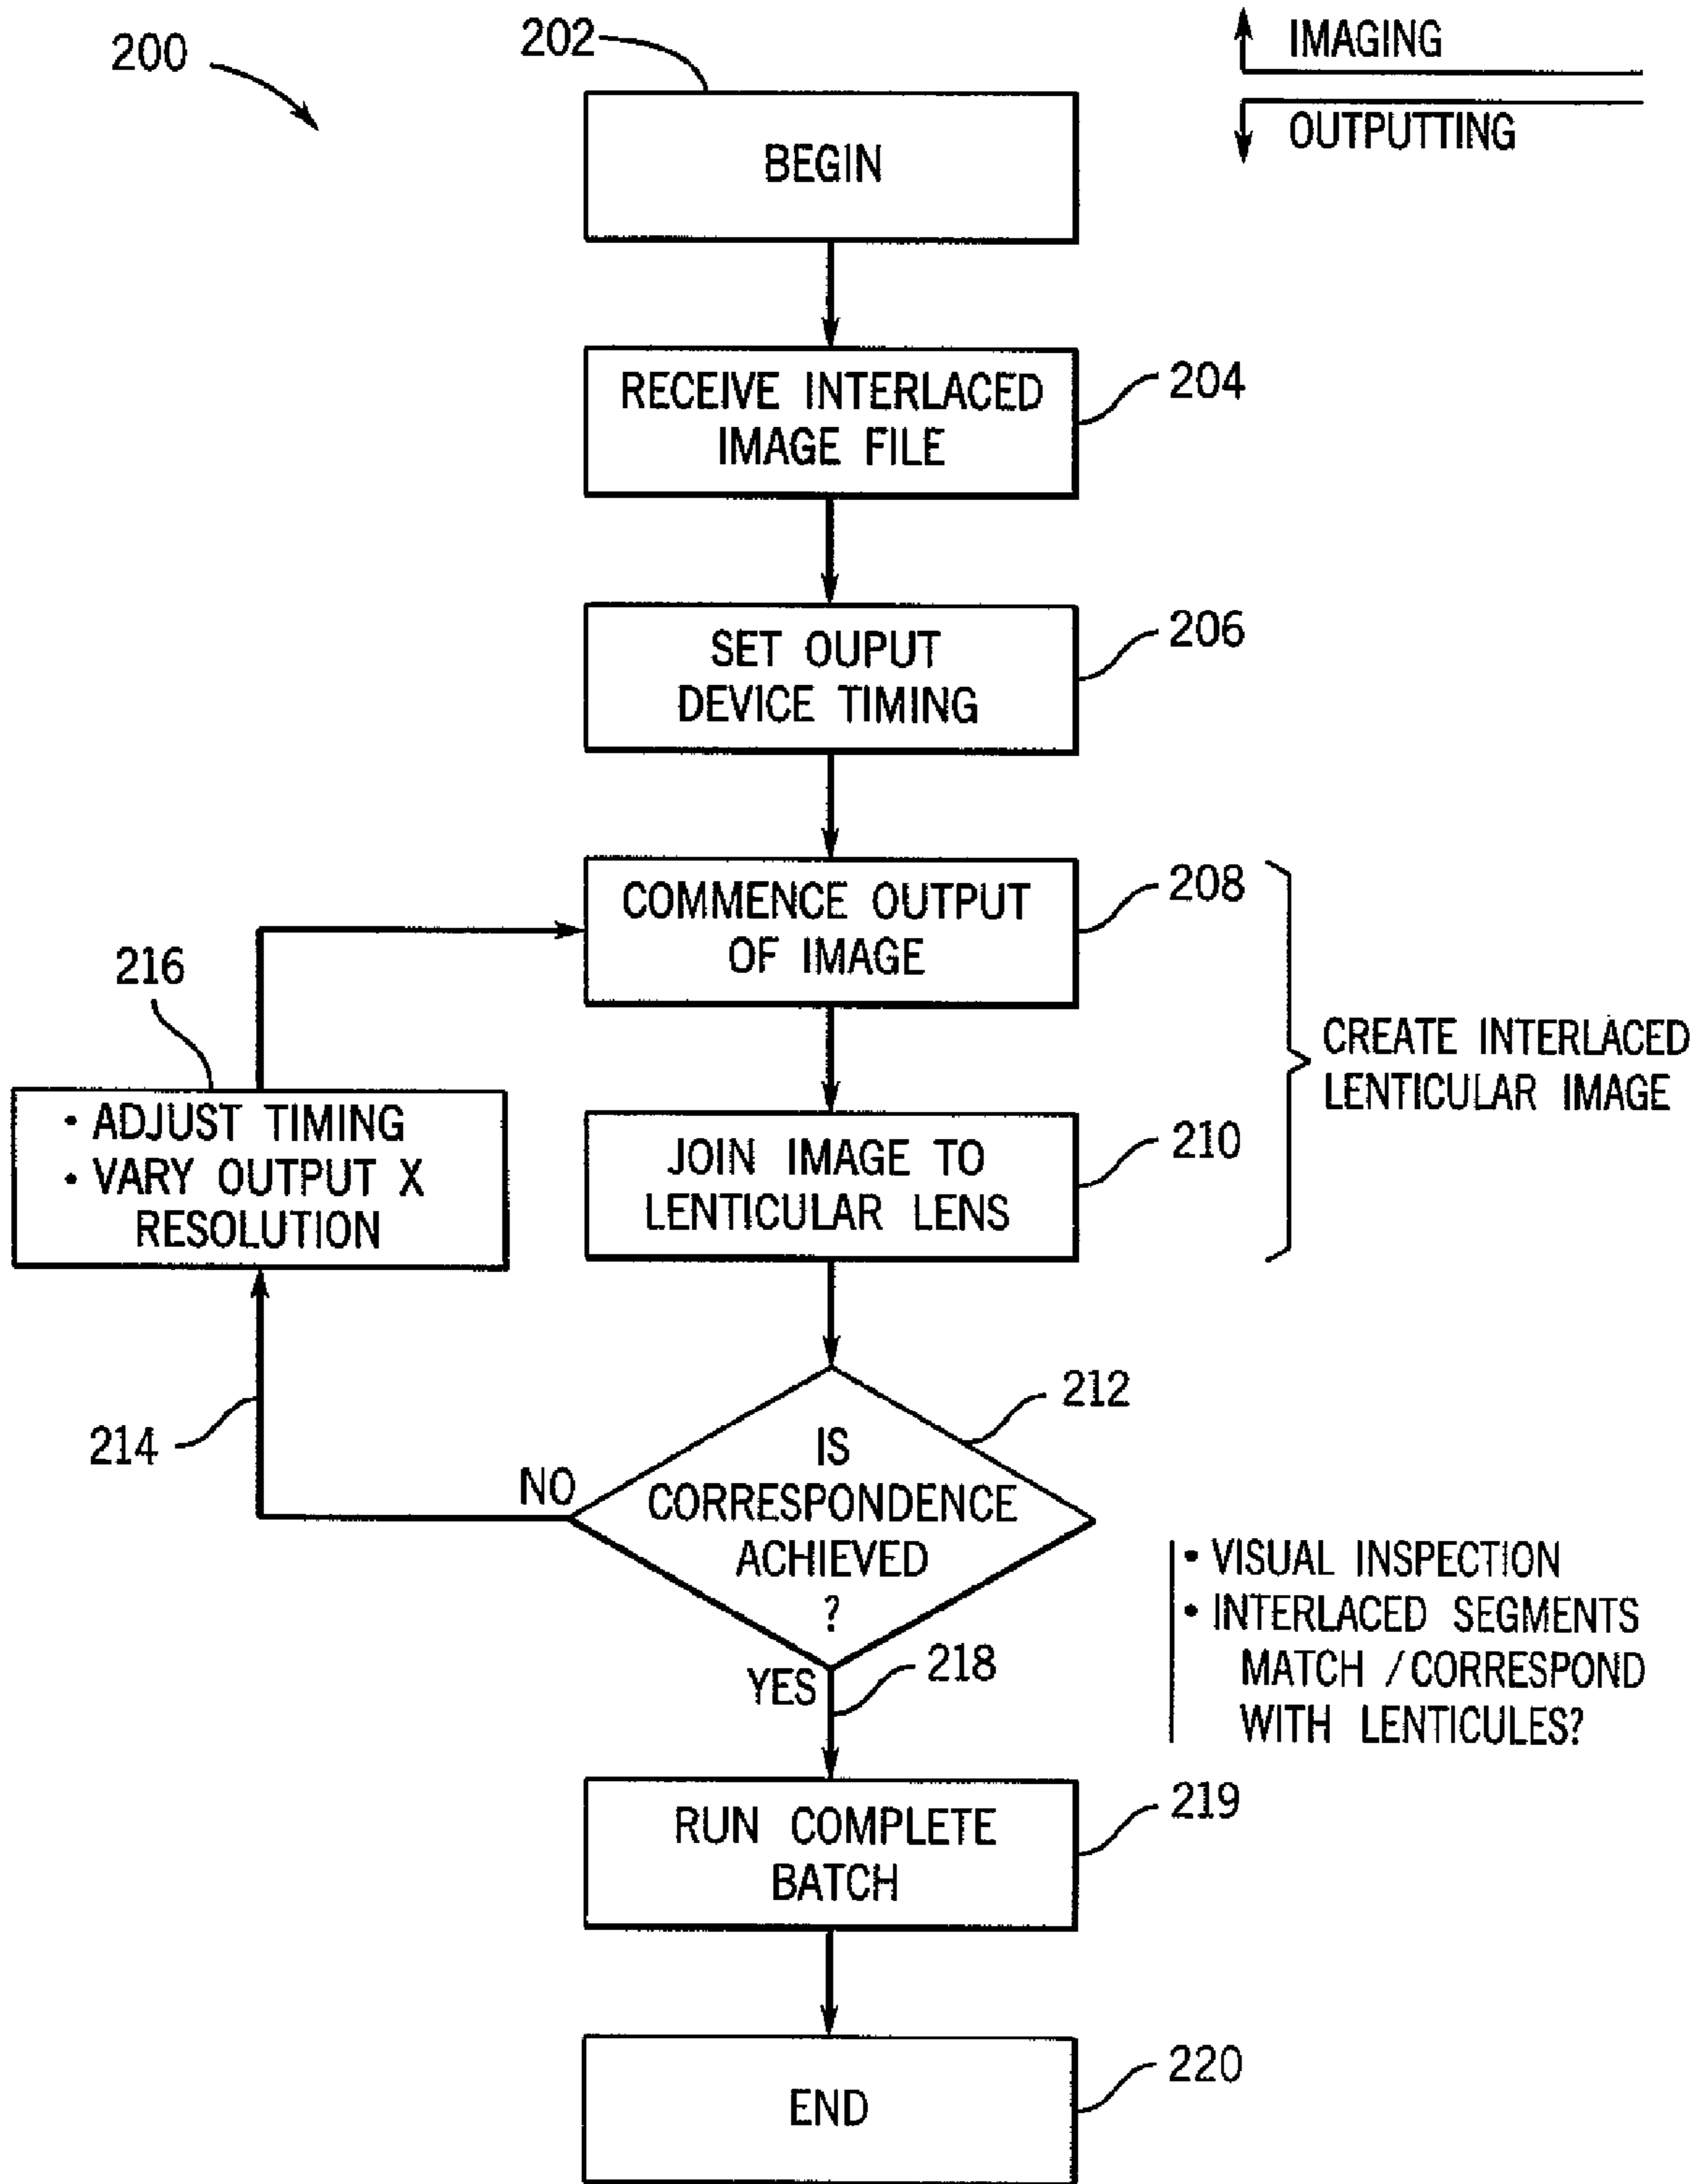 200
202
IMAGING
OUTPUTTING
BEGIN
RECEIVE INTERLACED
IMAGE FILE
204
SET OUPUT
DEVICE TIMING
206
COMMENCE OUTPUT
OF IMAGE
208
216
• ADJUST TIMING
• VARY OUTPUT X
RESOLUTION
CREATE INTERLACED
LENTICULAR IMAGE
JOIN IMAGE TO
LENTICULAR LENS
210
214
NO
IS
CORRESPONDENCE
ACHIEVED
?
212
• VISUAL INSPECTION
• INTERLACED SEGMENTS
MATCH / CORRESPOND
WITH LENTICULES?
YES
218
RUN COMPLETE
BATCH
219
END
220